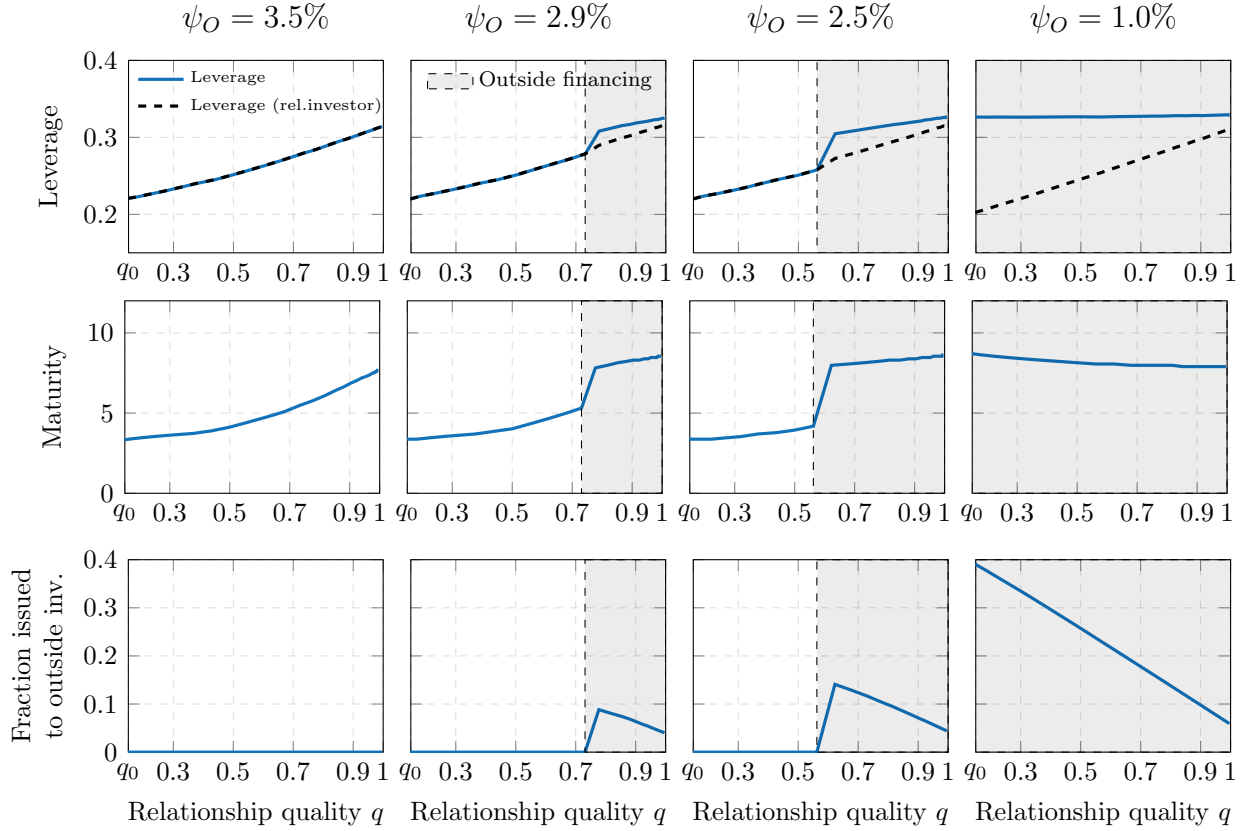 ψ_O = 3.5%
ψ_O = 2.9%
ψ_O = 2.5%
ψ_O = 1.0%
Leverage
0.4
0.3
0.2
Leverage
Leverage (rel.investor)
Outside financing
q0 0.3 0.5 0.7 0.9 1
q0 0.3 0.5 0.7 0.9 1
q0 0.3 0.5 0.7 0.9 1
q0 0.3 0.5 0.7 0.9 1
Maturity
10
5
0
q0 0.3 0.5 0.7 0.9 1
q0 0.3 0.5 0.7 0.9 1
q0 0.3 0.5 0.7 0.9 1
q0 0.3 0.5 0.7 0.9 1
Fraction issued
to outside inv.
0.4
0.3
0.2
0.1
0
q0 0.3 0.5 0.7 0.9 1
q0 0.3 0.5 0.7 0.9 1
q0 0.3 0.5 0.7 0.9 1
q0 0.3 0.5 0.7 0.9 1
Relationship quality q
Relationship quality q
Relationship quality q
Relationship quality q